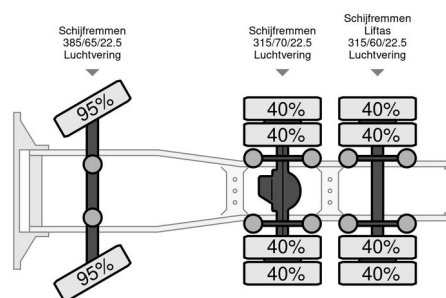 Schijfremmen
385/65/22.5
Luchtvering
Schijfremmen
315/70/22.5
Luchtvering
Schijfremmen
Liftas
315/60/22.5
Luchtvering
95%
40%
40%
40%
40%
95%
40%
40%
40%
40%